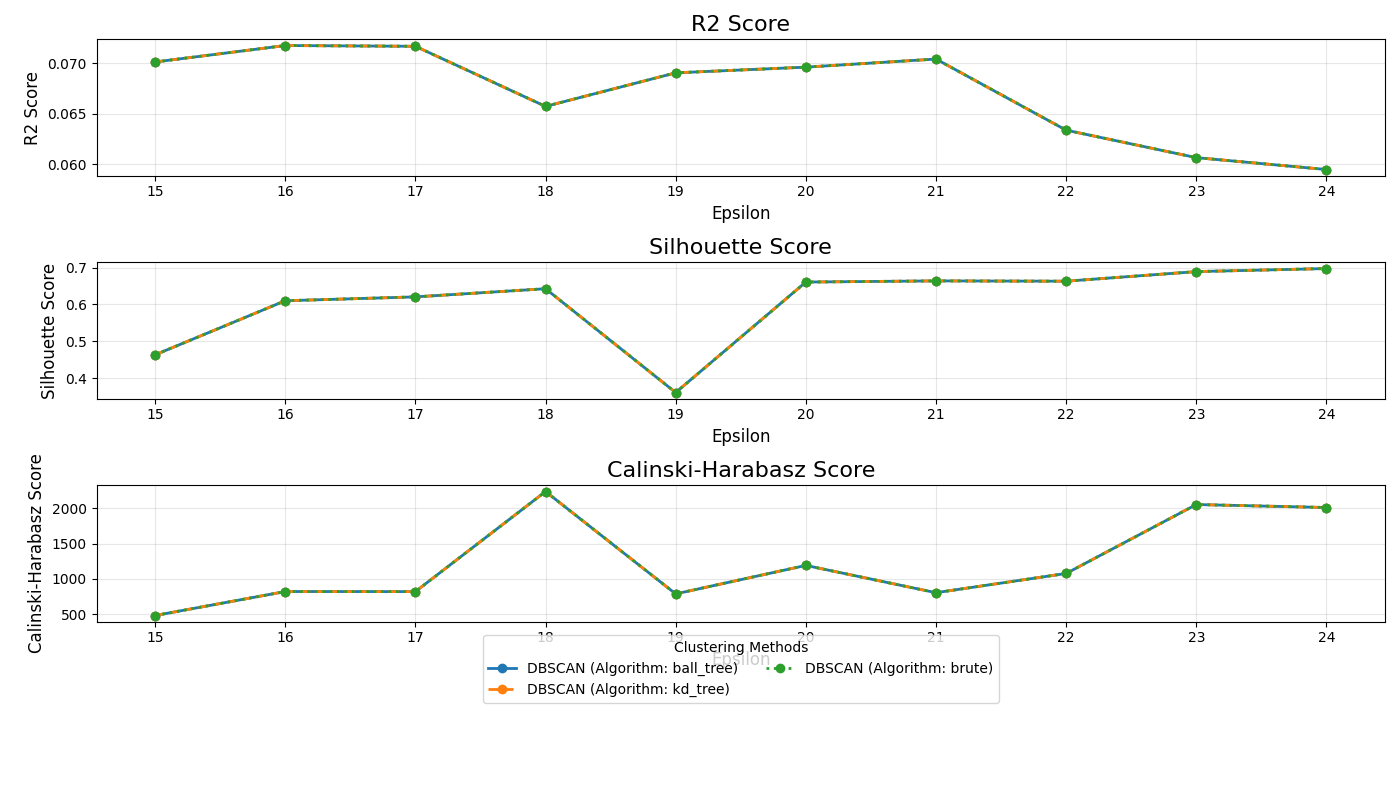 R2 Score
R2 Score
0.070
0.065
0.060
15 16 17 18 19 20 21 22 23 24
Epsilon
Silhouette Score
Silhouette Score
0.7
0.6
0.5
0.4
15 16 17 18 19 20 21 22 23 24
Epsilon
Calinski-Harabasz Score
Calinski-Harabasz Score
2000
1500
1000
500
15 16 17 18 19 20 21 22 23 24
Epsilon
Clustering Methods
DBSCAN (Algorithm: ball_tree)
DBSCAN (Algorithm: kd_tree)
DBSCAN (Algorithm: brute)